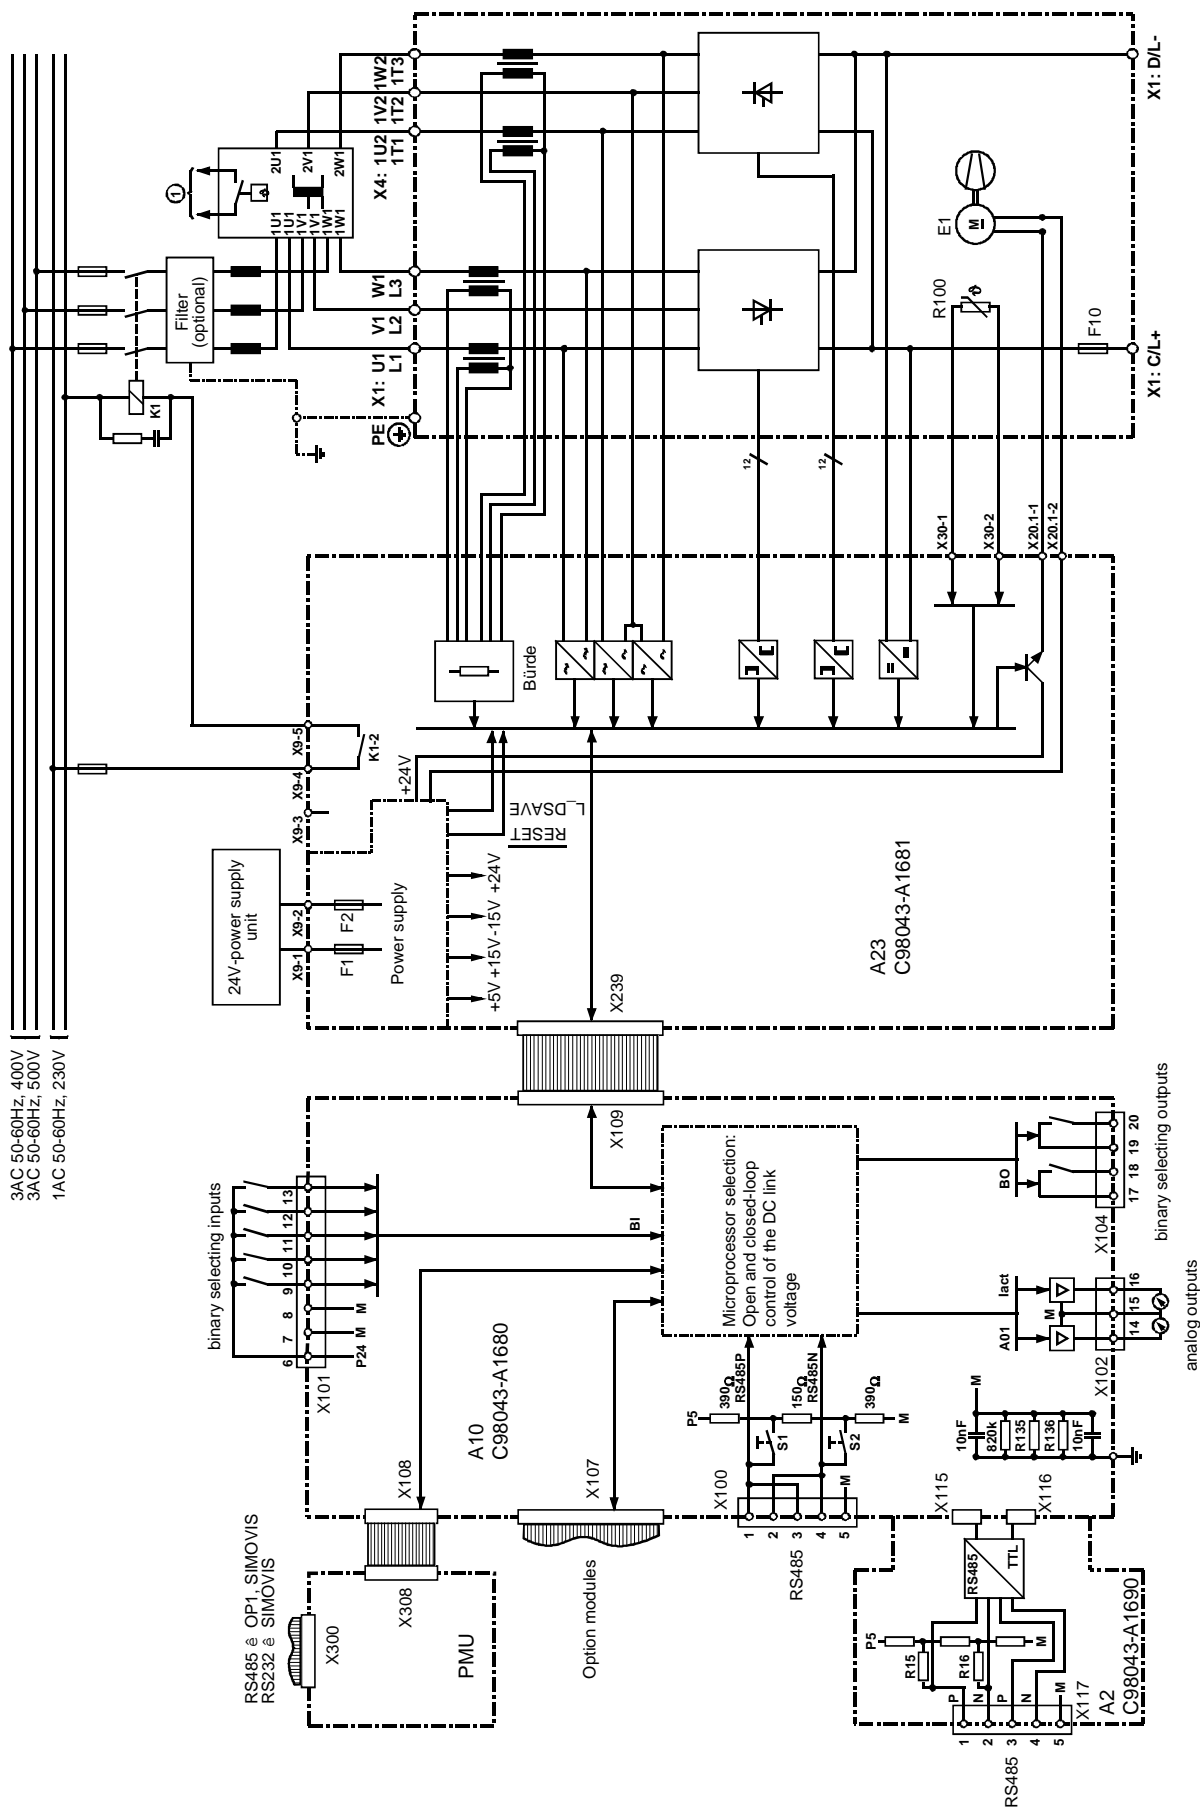 3AC 50-60Hz, 400V
3AC 50-60Hz, 500V
1AC 50-60Hz, 230V
1
2U1
2V1
2W1
1U1
1U1
1V1
1V1
1W1
1W1
Filter
(optional)
K1
PE
X1: U1 V1 W1
L1 L2 L3
X4: 1U2 1V2 1W2
1T1 1T2 1T3
E1
M
R100
F10
X1: C/L+
X1: D/L-
12
12
X30-1
X30-2
X20.1-1
X20.1-2
Bürde
24V-power supply
unit
X9-1
X9-2
X9-3
X9-4
X9-5
F1
F2
K1-2
Power supply
+24V
+5V
+15V
-15V
+24V
RESET
L_DSAVE
X239
A23
C98043-A1681
X109
binary selecting inputs
6
7
8
9
10
11
12
13
X101
P24
M
M
BI
A10
C98043-A1680
Microprocessor selection:
Open and closed-loop
control of the DC link
voltage
BO
17 18 19 20
X104
binary selecting outputs
A01
M
Iact
14 15 16
X102
analog outputs
RS485 ê OP1, SIMOVIS
RS232 ê SIMOVIS
X300
PMU
X308
X108
Option modules
X107
X100
RS485
1
2
3
4
5
M
P5
390Ω
RS485P
150Ω
RS485N
390Ω
M
S1
S2
M
10nF
820k
R135
R136
10nF
X115
X116
RS485
TTL
P5
R15
R16
M
P
N
P
N
M
1
2
3
4
5
RS485
X117
A2
C98043-A1690